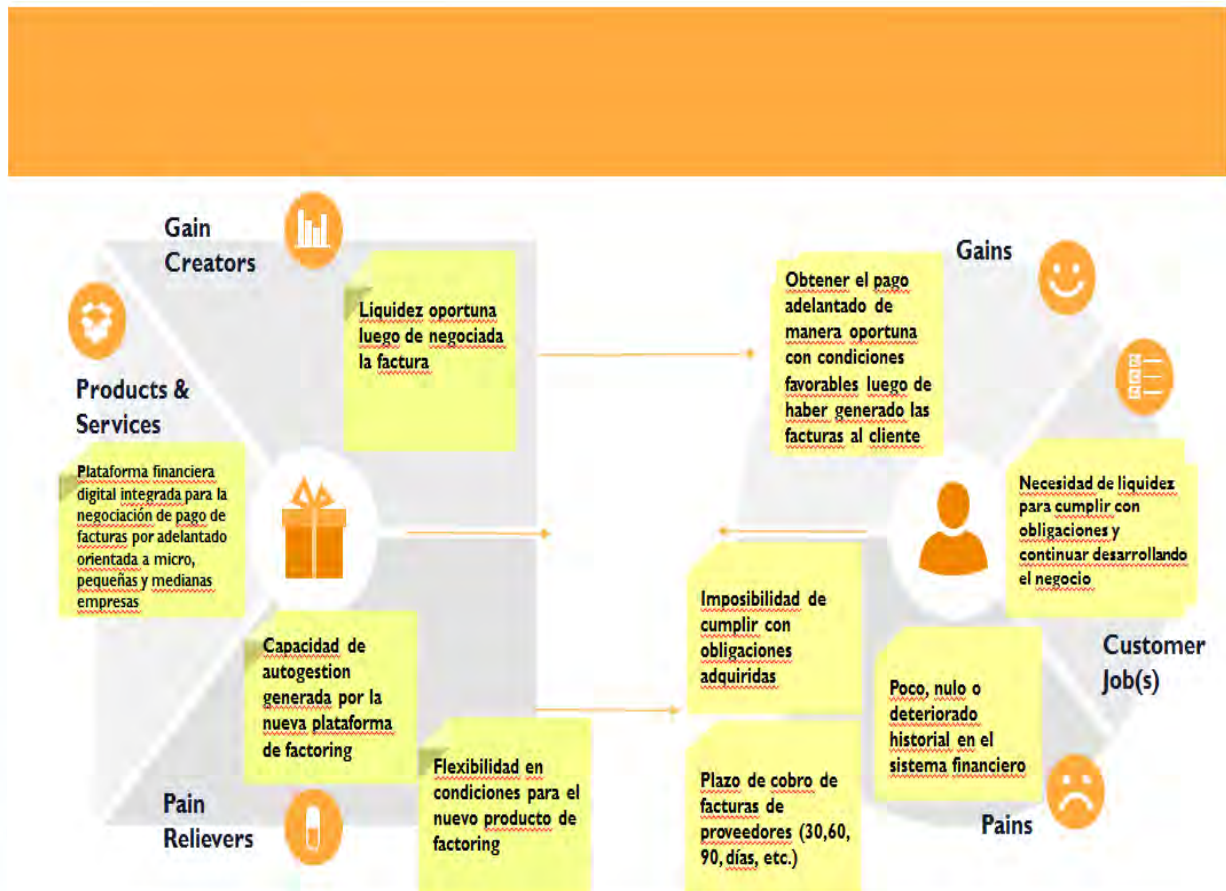 Gain
Creators
Liquidez oportuna
luego de negociada
la factura
Products &
Services
Plataforma financiera
digital integrada para la
negociación de pago de
facturas por adelantado
orientada a micro,
pequeñas y medianas
empresas
Capacidad de
autogestion
generada por la
nueva plataforma
de factoring
Flexibilidad en
condiciones para el
nuevo producto de
factoring
Pain
Relievers
Gains
Obtener el pago
adelantado de
manera oportuna
con condiciones
favorables luego de
haber generado las
facturas al cliente
Necesidad de liquidez
para cumplir con
obligaciones y
continuar desarrollando
el negocio
Customer
Job(s)
Imposibilidad de
cumplir con
obligaciones
adquiridas
Poco, nulo o
deteriorado
historial en el
sistema financiero
Plazo de cobro de
facturas de
proveedores (30,60,
90, días, etc.)
Pains